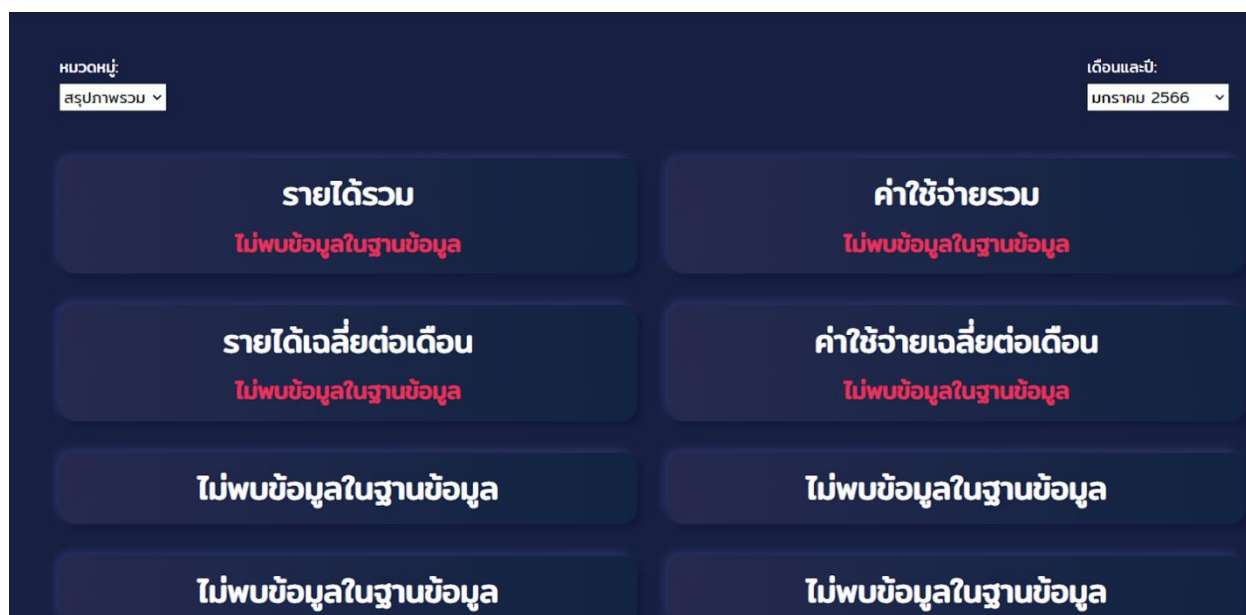 หมวดหมู่:
เดือนและปี:
สรุปภาพรวม
มกราคม 2566
รายได้รวม
ค่าใช้จ่ายรวม
ไม่พบข้อมูลในฐานข้อมูล
ไม่พบข้อมูลในฐานข้อมูล
รายได้เฉลี่ยต่อเดือน
ค่าใช้จ่ายเฉลี่ยต่อเดือน
ไม่พบข้อมูลในฐานข้อมูล
ไม่พบข้อมูลในฐานข้อมูล
ไม่พบข้อมูลในฐานข้อมูล
ไม่พบข้อมูลในฐานข้อมูล
ไม่พบข้อมูลในฐานข้อมูล
ไม่พบข้อมูลในฐานข้อมูล